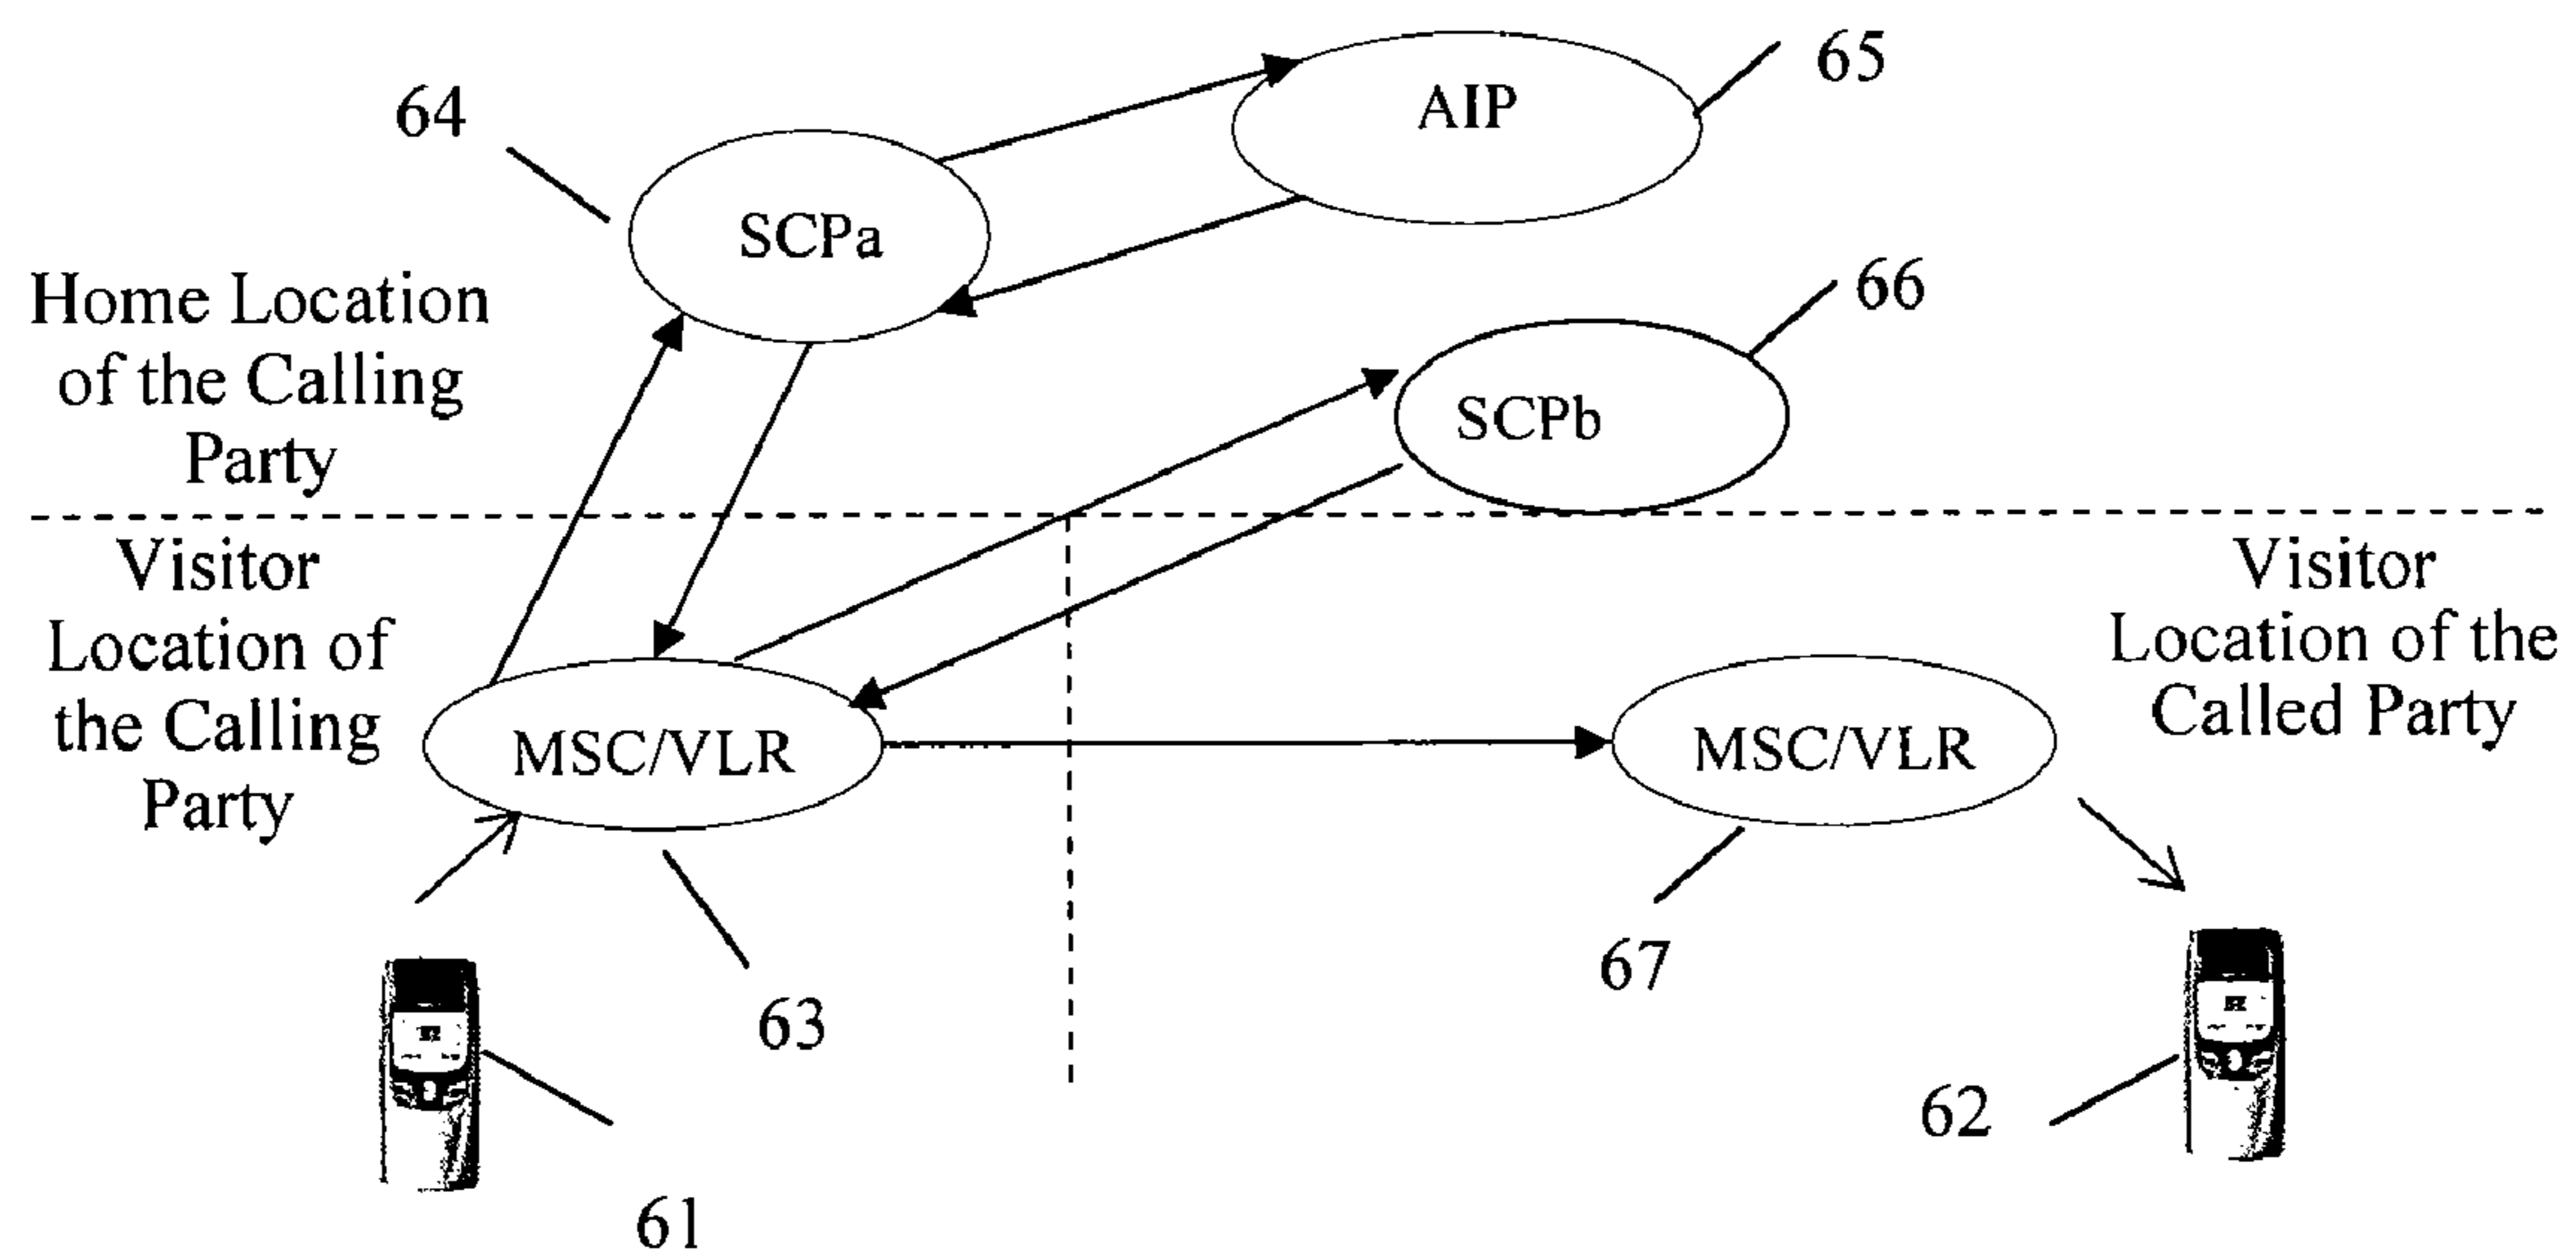 65
AIP
64
SCPa
66
Home Location
of the Calling
Party
SCPb
Visitor
Location of
the Calling
Party
Visitor
Location of the
Called Party
MSC/VLR
MSC/VLR
67
63
62
61